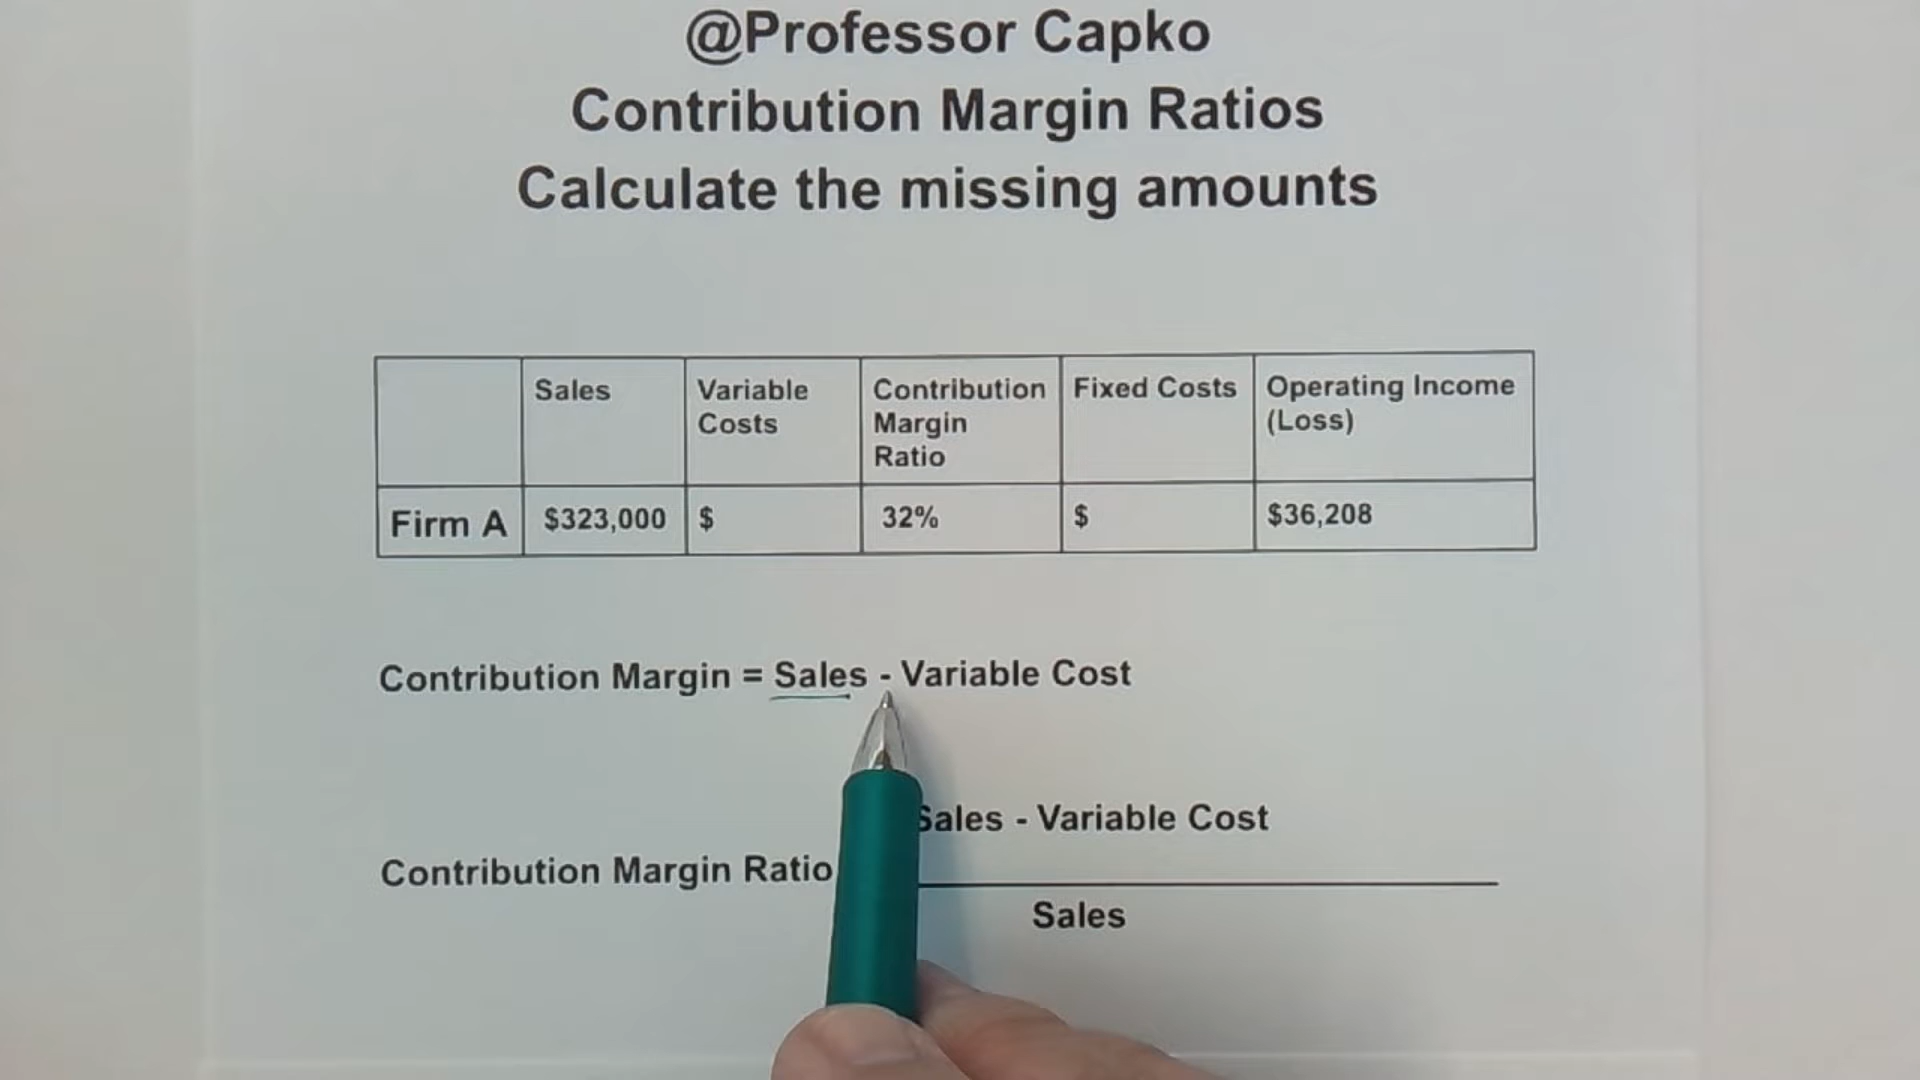 @Professor Capko
Contribution Margin Ratios
Calculate the missing amounts
Sales
Variable
Costs
Contribution
Margin
Ratio
Fixed Costs
Operating Income
(Loss)
Firm A
$323,000
$
32%
$
$36,208
Contribution Margin = Sales - Variable Cost
Sales - Variable Cost
Contribution Margin Ratio
Sales